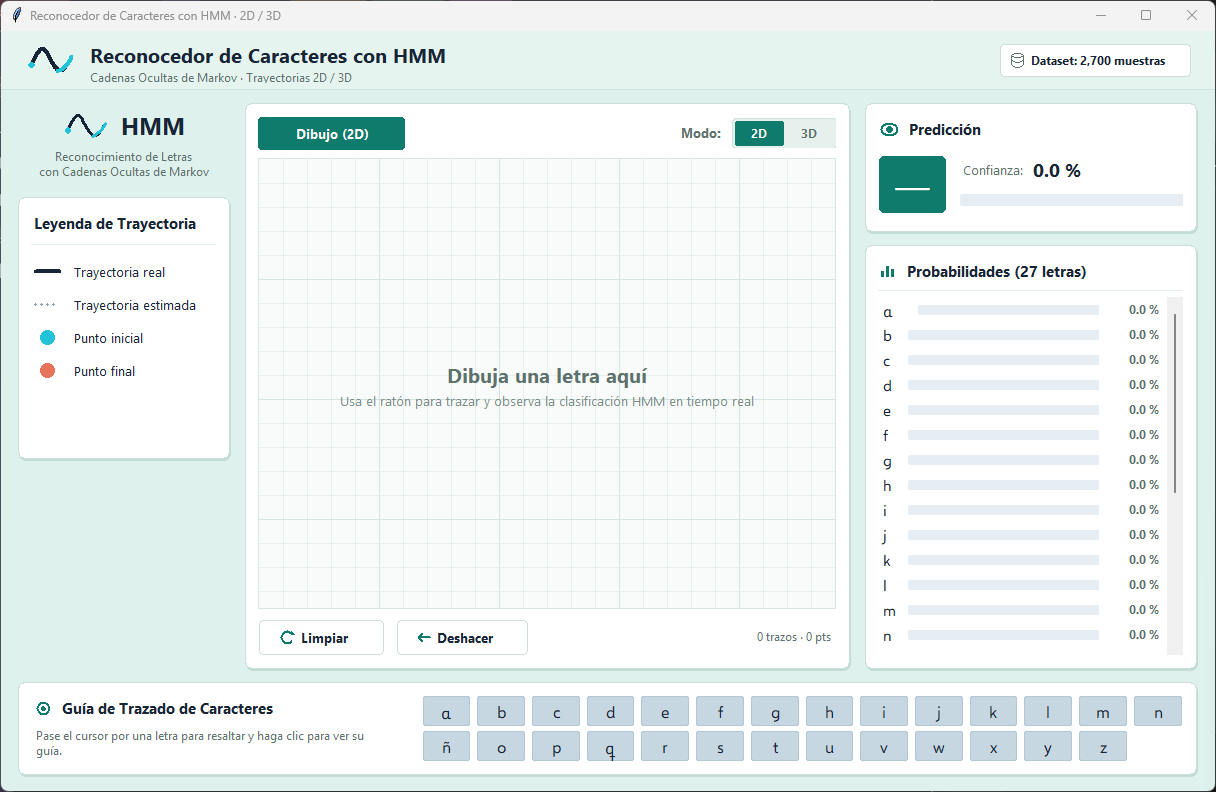 Reconocedor de Caracteres con HMM · 2D / 3D
Reconocedor de Caracteres con HMM
Cadenas Ocultas de Markov · Trayectorias 2D / 3D
Dataset: 2,700 muestras
HMM
Reconocimiento de Letras
con Cadenas Ocultas de Markov
Leyenda de Trayectoria
Trayectoria real
Trayectoria estimada
Punto inicial
Punto final
Dibujo (2D)
Modo: 2D 3D
Dibuja una letra aquí
Usa el ratón para trazar y observa la clasificación HMM en tiempo real
Limpiar
Deshacer
0 trazos · 0 pts
Predicción
—
Confianza: 0.0 %
Probabilidades (27 letras)
a 0.0 %
b 0.0 %
c 0.0 %
d 0.0 %
e 0.0 %
f 0.0 %
g 0.0 %
h 0.0 %
i 0.0 %
j 0.0 %
k 0.0 %
l 0.0 %
m 0.0 %
n 0.0 %
Guía de Trazado de Caracteres
Pase el cursor por una letra para resaltar y haga clic para ver su
guía.
a b c d e f g h i j k l m n
ñ o p q r s t u v w x y z